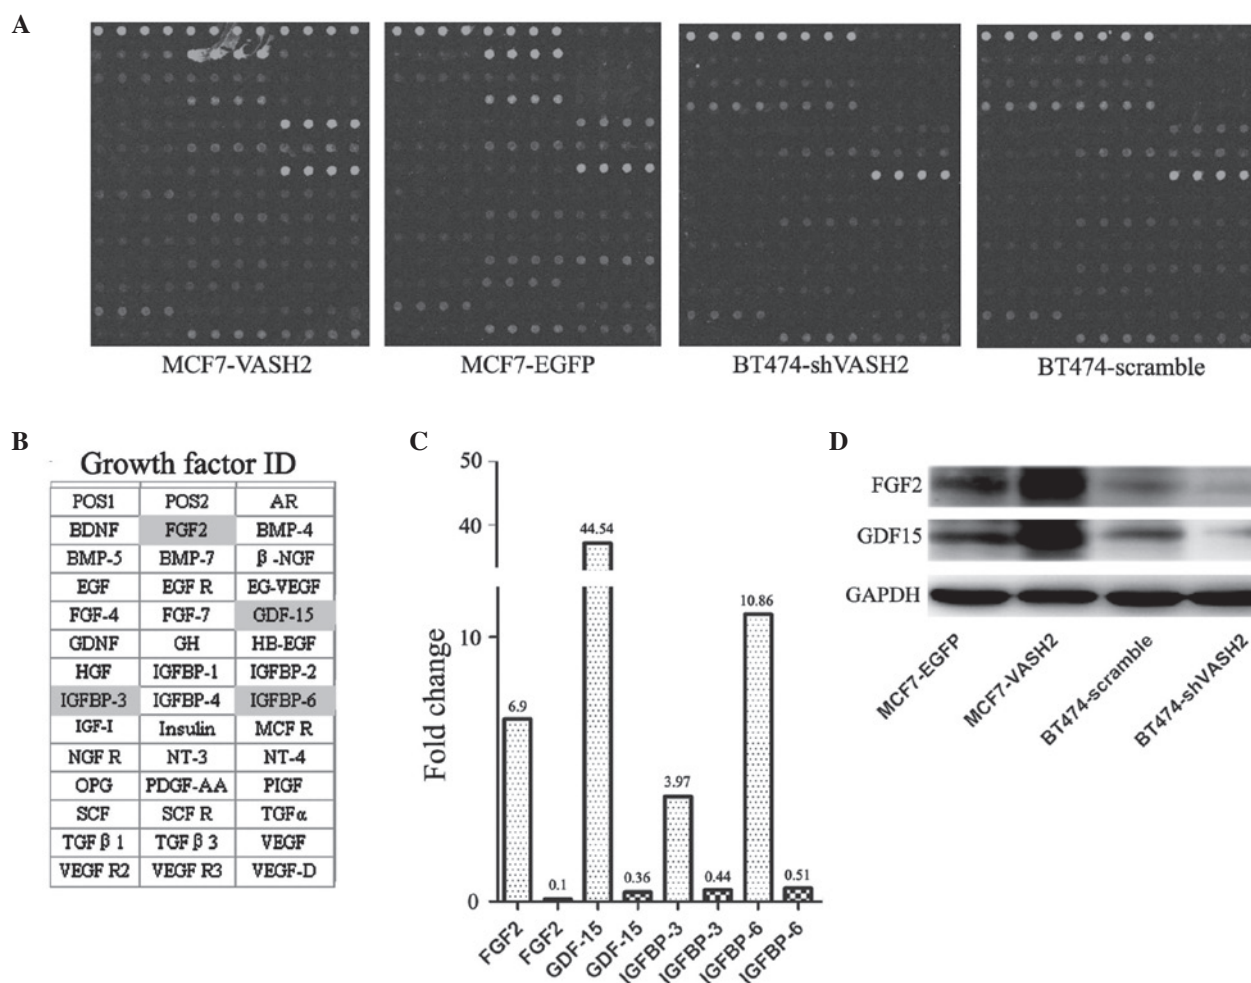 A
MCF7-VASH2 MCF7-EGFP BT474-shVASH2 BT474-scramble
B
Growth factor ID
POS1 POS2 AR
BDNF FGF2 BMP-4
BMP-5 BMP-7 β-NGF
EGF EGF R EG-VEGF
FGF-4 FGF-7 GDF-15
GDNF GH HB-EGF
HGF IGFBP-1 IGFBP-2
IGFBP-3 IGFBP-4 IGFBP-6
IGF-I Insulin MCF R
NGF R NT-3 NT-4
OPG PDGF-AA PIGF
SCF SCF R TGFα
TGF β 1 TGF β 3 VEGF
VEGF R2 VEGF R3 VEGF-D
C
Fold change
50
40
10
0
6.9
0.1
44.54
0.36
3.97
0.44
10.86
0.51
FGF2
FGF2
GDF-15
GDF-15
IGFBP-3
IGFBP-3
IGFBP-6
IGFBP-6
D
FGF2
GDF15
GAPDH
MCF7-EGFP
MCF7-VASH2
BT474-scramble
BT474-shVASH2